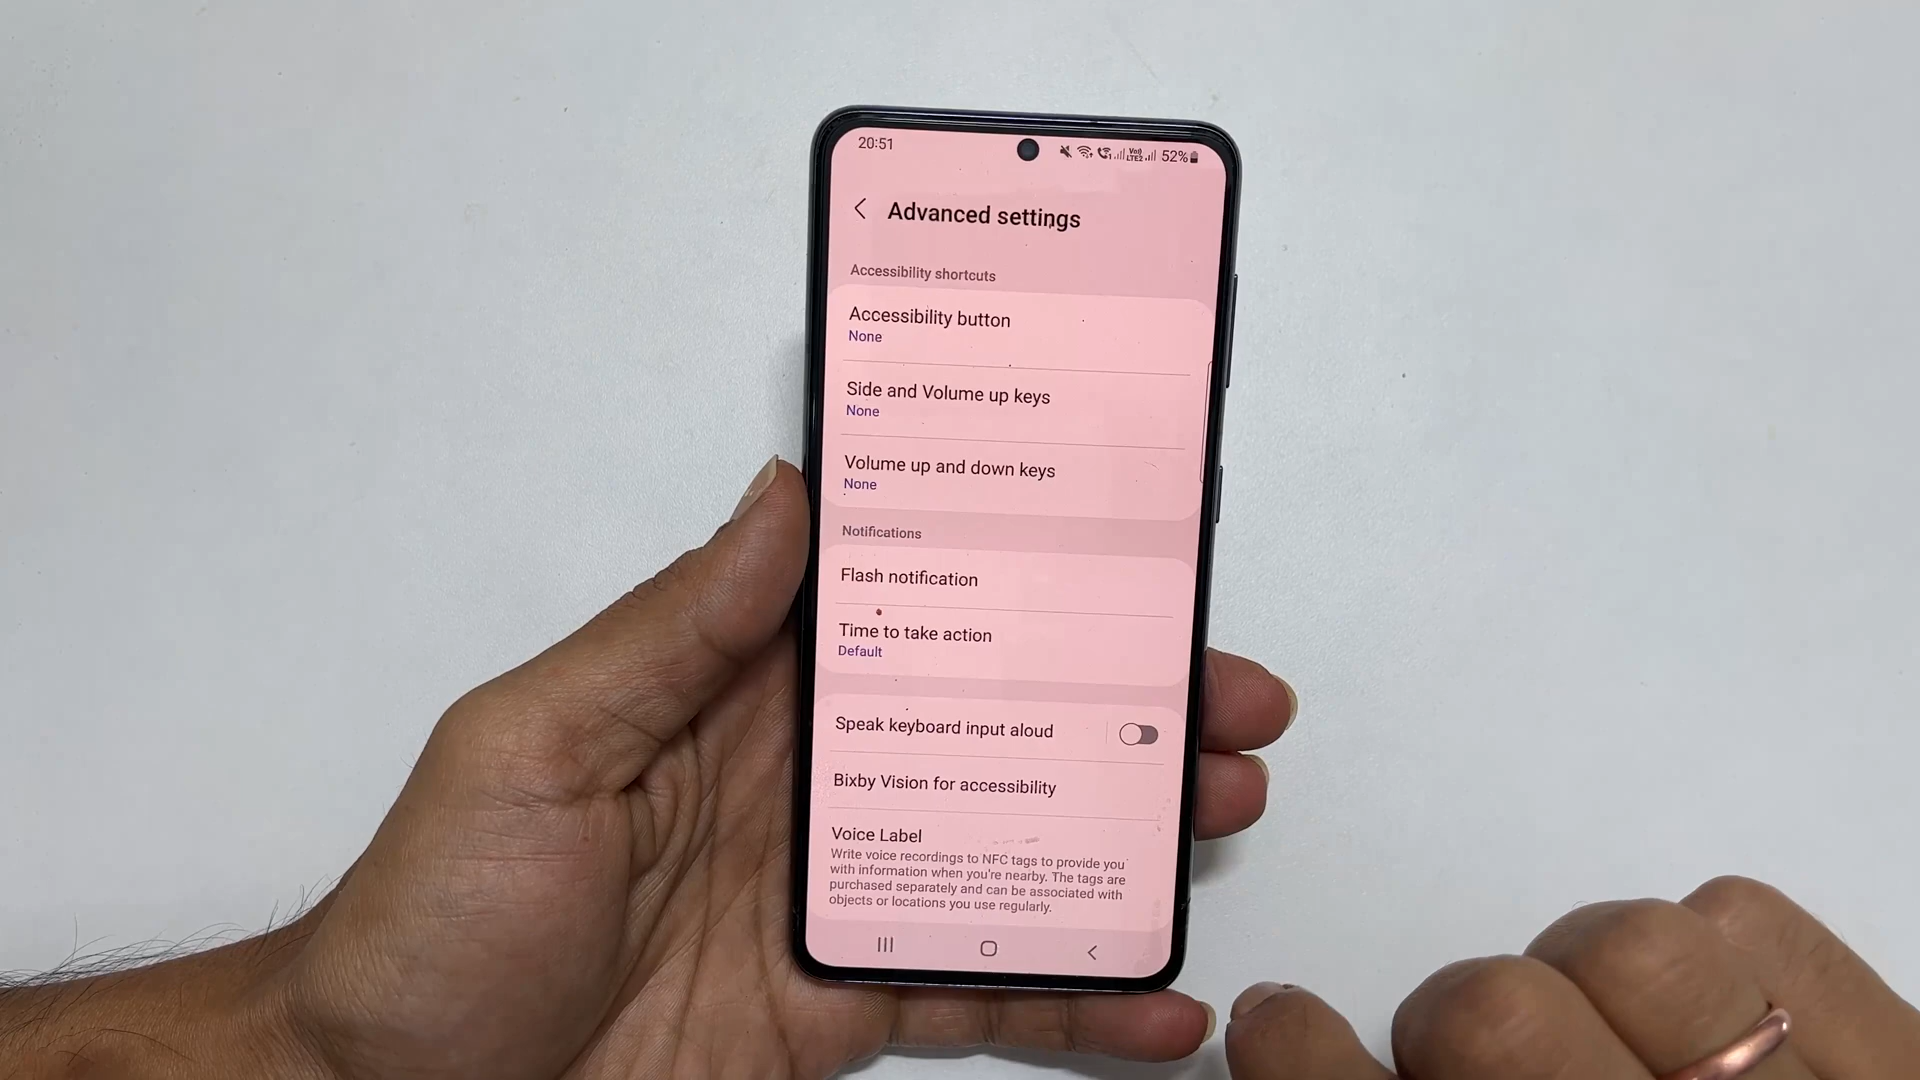 20:51
52%
Advanced settings
Accessibility shortcuts
Accessibility button
None
Side and Volume up keys
None
Volume up and down keys
None
Notifications
Flash notification
Time to take action
Default
Speak keyboard input aloud
Bixby Vision for accessibility
Voice Label
Write voice recordings to NFC tags to provide you
with information when you're nearby. The tags are
purchased separately and can be associated with
objects or locations you use regularly.